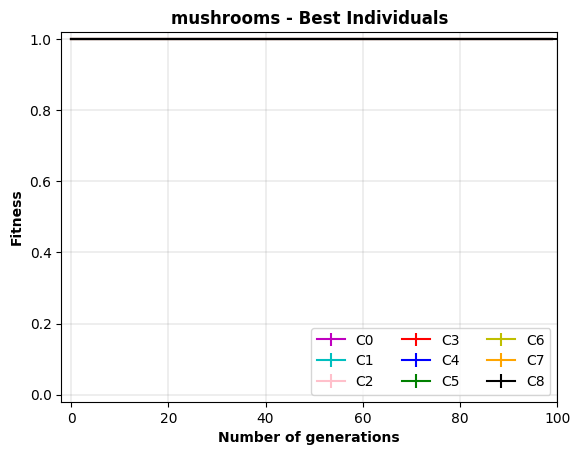 mushrooms - Best Individuals
1.0
0.8
0.6
0.4
0.2
0.0
Fitness
C0 C3 C6
C1 C4 C7
C2 C5 C8
0 20 40 60 80 100
Number of generations